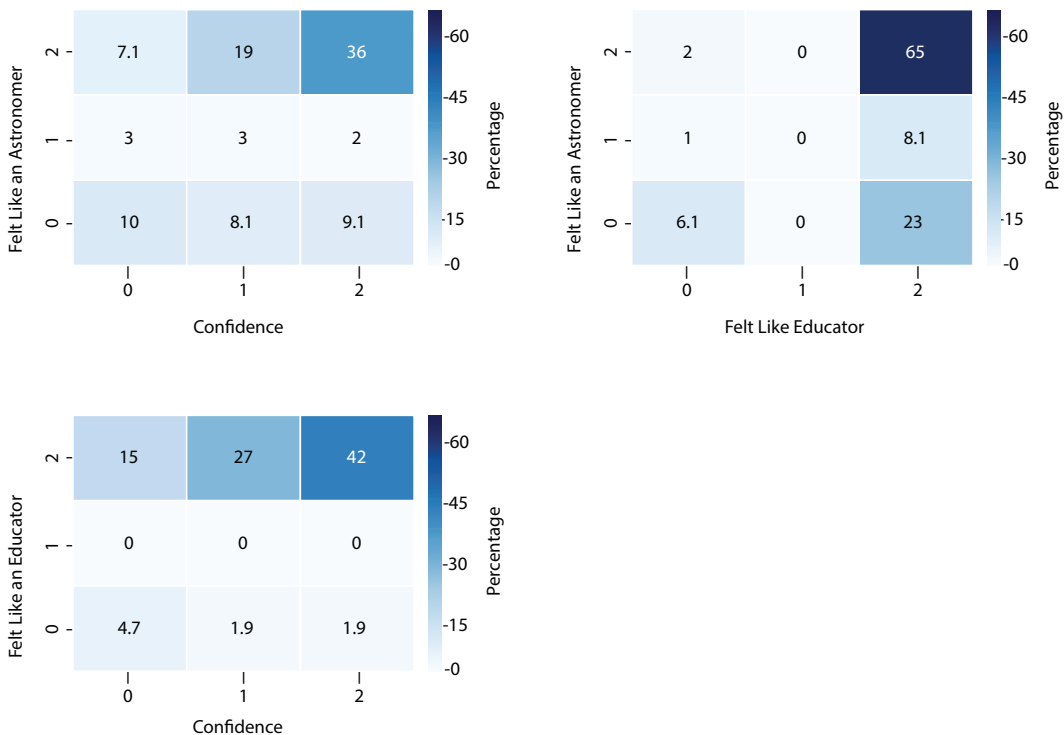 Felt Like an Astronomer
2 7.1 19 36
1 3 3 2
0 10 8.1 9.1
0 1 2
Confidence
-60
-45
-30
-15
-0
Percentage
Felt Like an Astronomer
2 2 0 65
1 1 0 8.1
0 6.1 0 23
0 1 2
Felt Like Educator
-60
-45
-30
-15
-0
Percentage
Felt Like an Educator
2 15 27 42
1 0 0 0
0 4.7 1.9 1.9
0 1 2
Confidence
-60
-45
-30
-15
-0
Percentage